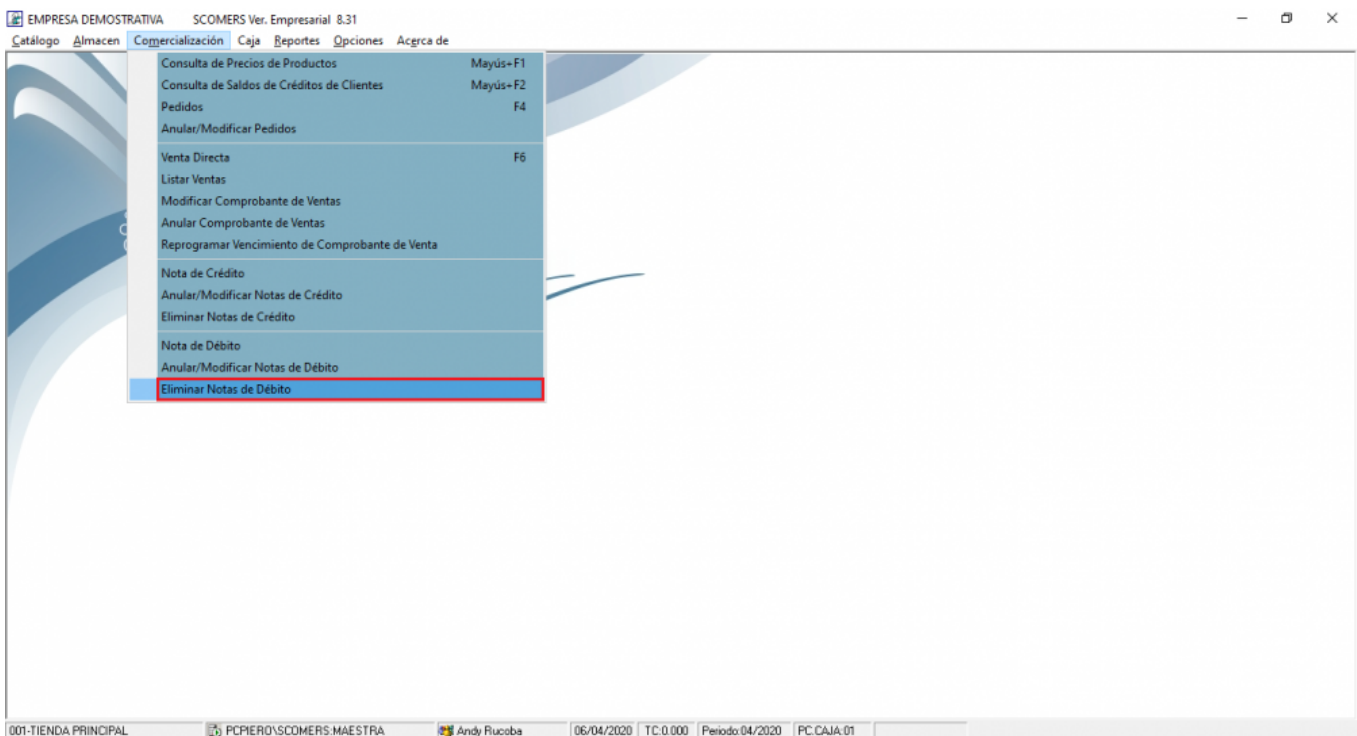 EMPRESA DEMOSTRATIVA SCOMERS Ver. Empresarial 8.31
Catálogo Almacen Comercialización Caja Reportes Opciones Acerca de
Consulta de Precios de Productos Mayús+F1
Consulta de Saldos de Créditos de Clientes Mayús+F2
Pedidos F4
Anular/Modificar Pedidos
Venta Directa F6
Listar Ventas
Modificar Comprobante de Ventas
Anular Comprobante de Ventas
Reprogramar Vencimiento de Comprobante de Venta
Nota de Crédito
Anular/Modificar Notas de Crédito
Eliminar Notas de Crédito
Nota de Débito
Anular/Modificar Notas de Débito
Eliminar Notas de Débito
001-TIENDA PRINCIPAL PCPIERO\SCOMERS:MAESTRA Andy Rucoba 06/04/2020 TC:0.000 Periodo:04/2020 PC.CAJA:01